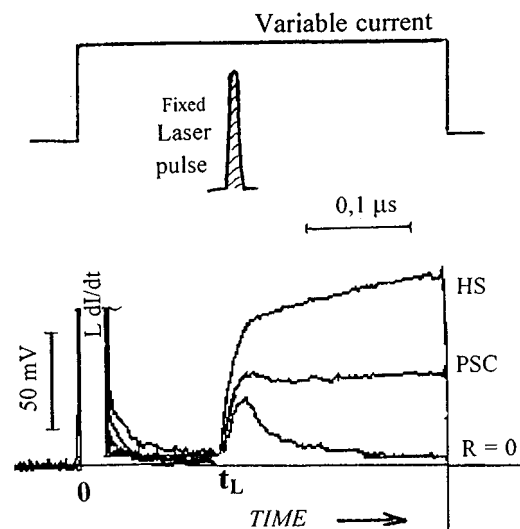 Variable current
Fixed
Laser
pulse
0,1 µs
L dI/dt
50 mV
HS
PSC
R = 0
0
tL
TIME